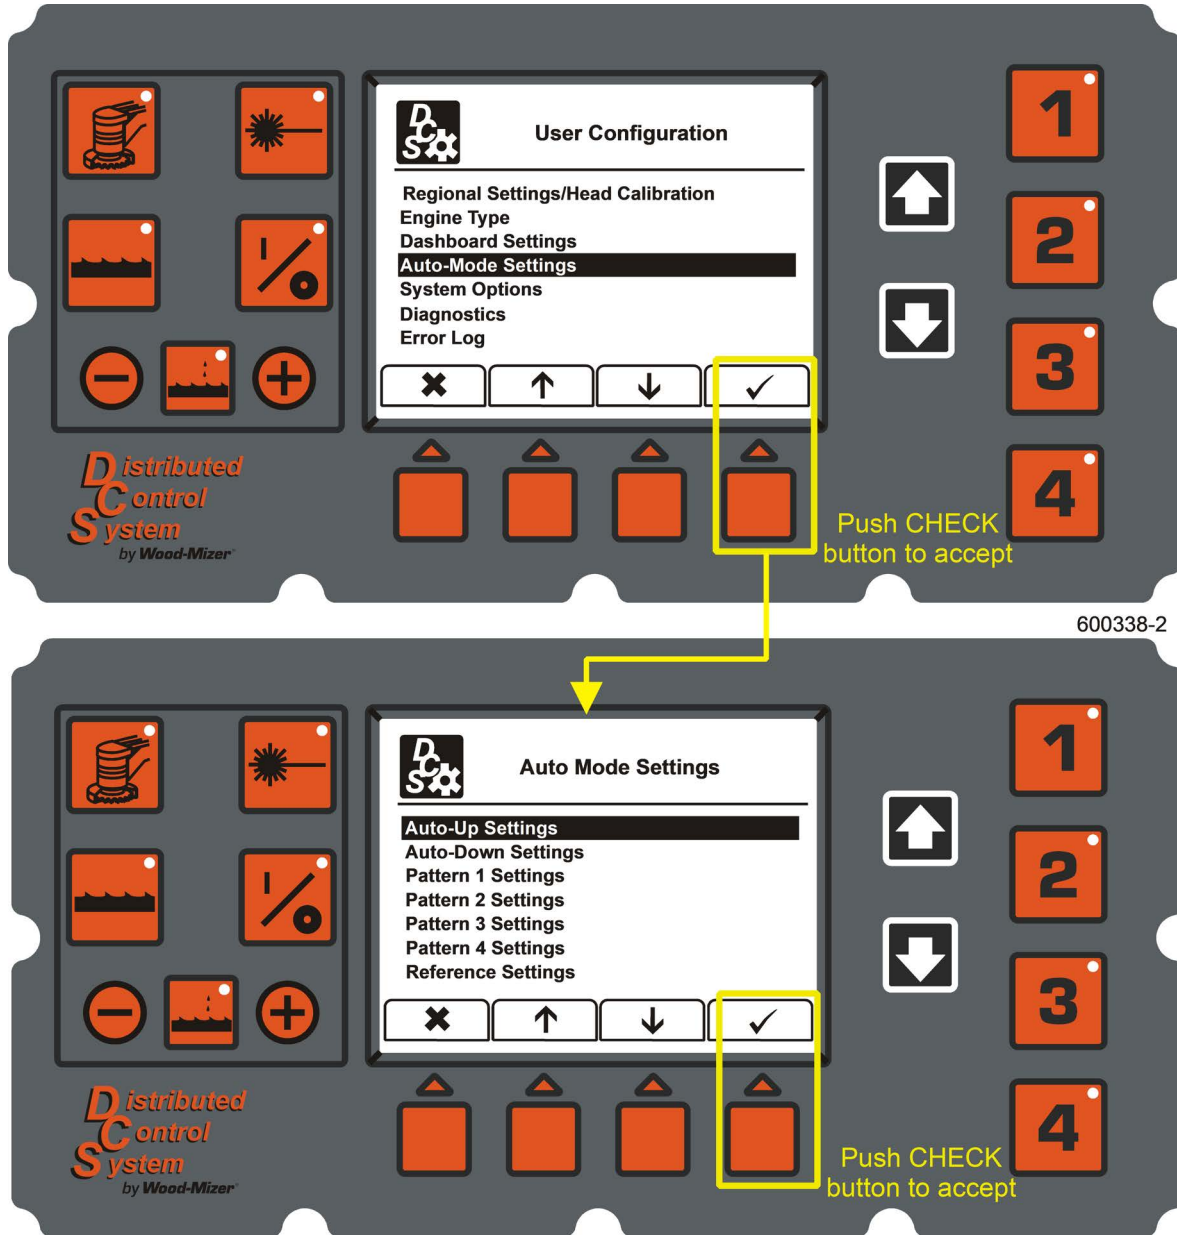 DCS
User Configuration
Regional Settings/Head Calibration
Engine Type
Dashboard Settings
Auto-Mode Settings
System Options
Diagnostics
Error Log
1
2
3
4
Distributed
Control
System
by Wood-Mizer®
Push CHECK
button to accept
600338-2
DCS
Auto Mode Settings
Auto-Up Settings
Auto-Down Settings
Pattern 1 Settings
Pattern 2 Settings
Pattern 3 Settings
Pattern 4 Settings
Reference Settings
1
2
3
4
Distributed
Control
System
by Wood-Mizer®
Push CHECK
button to accept